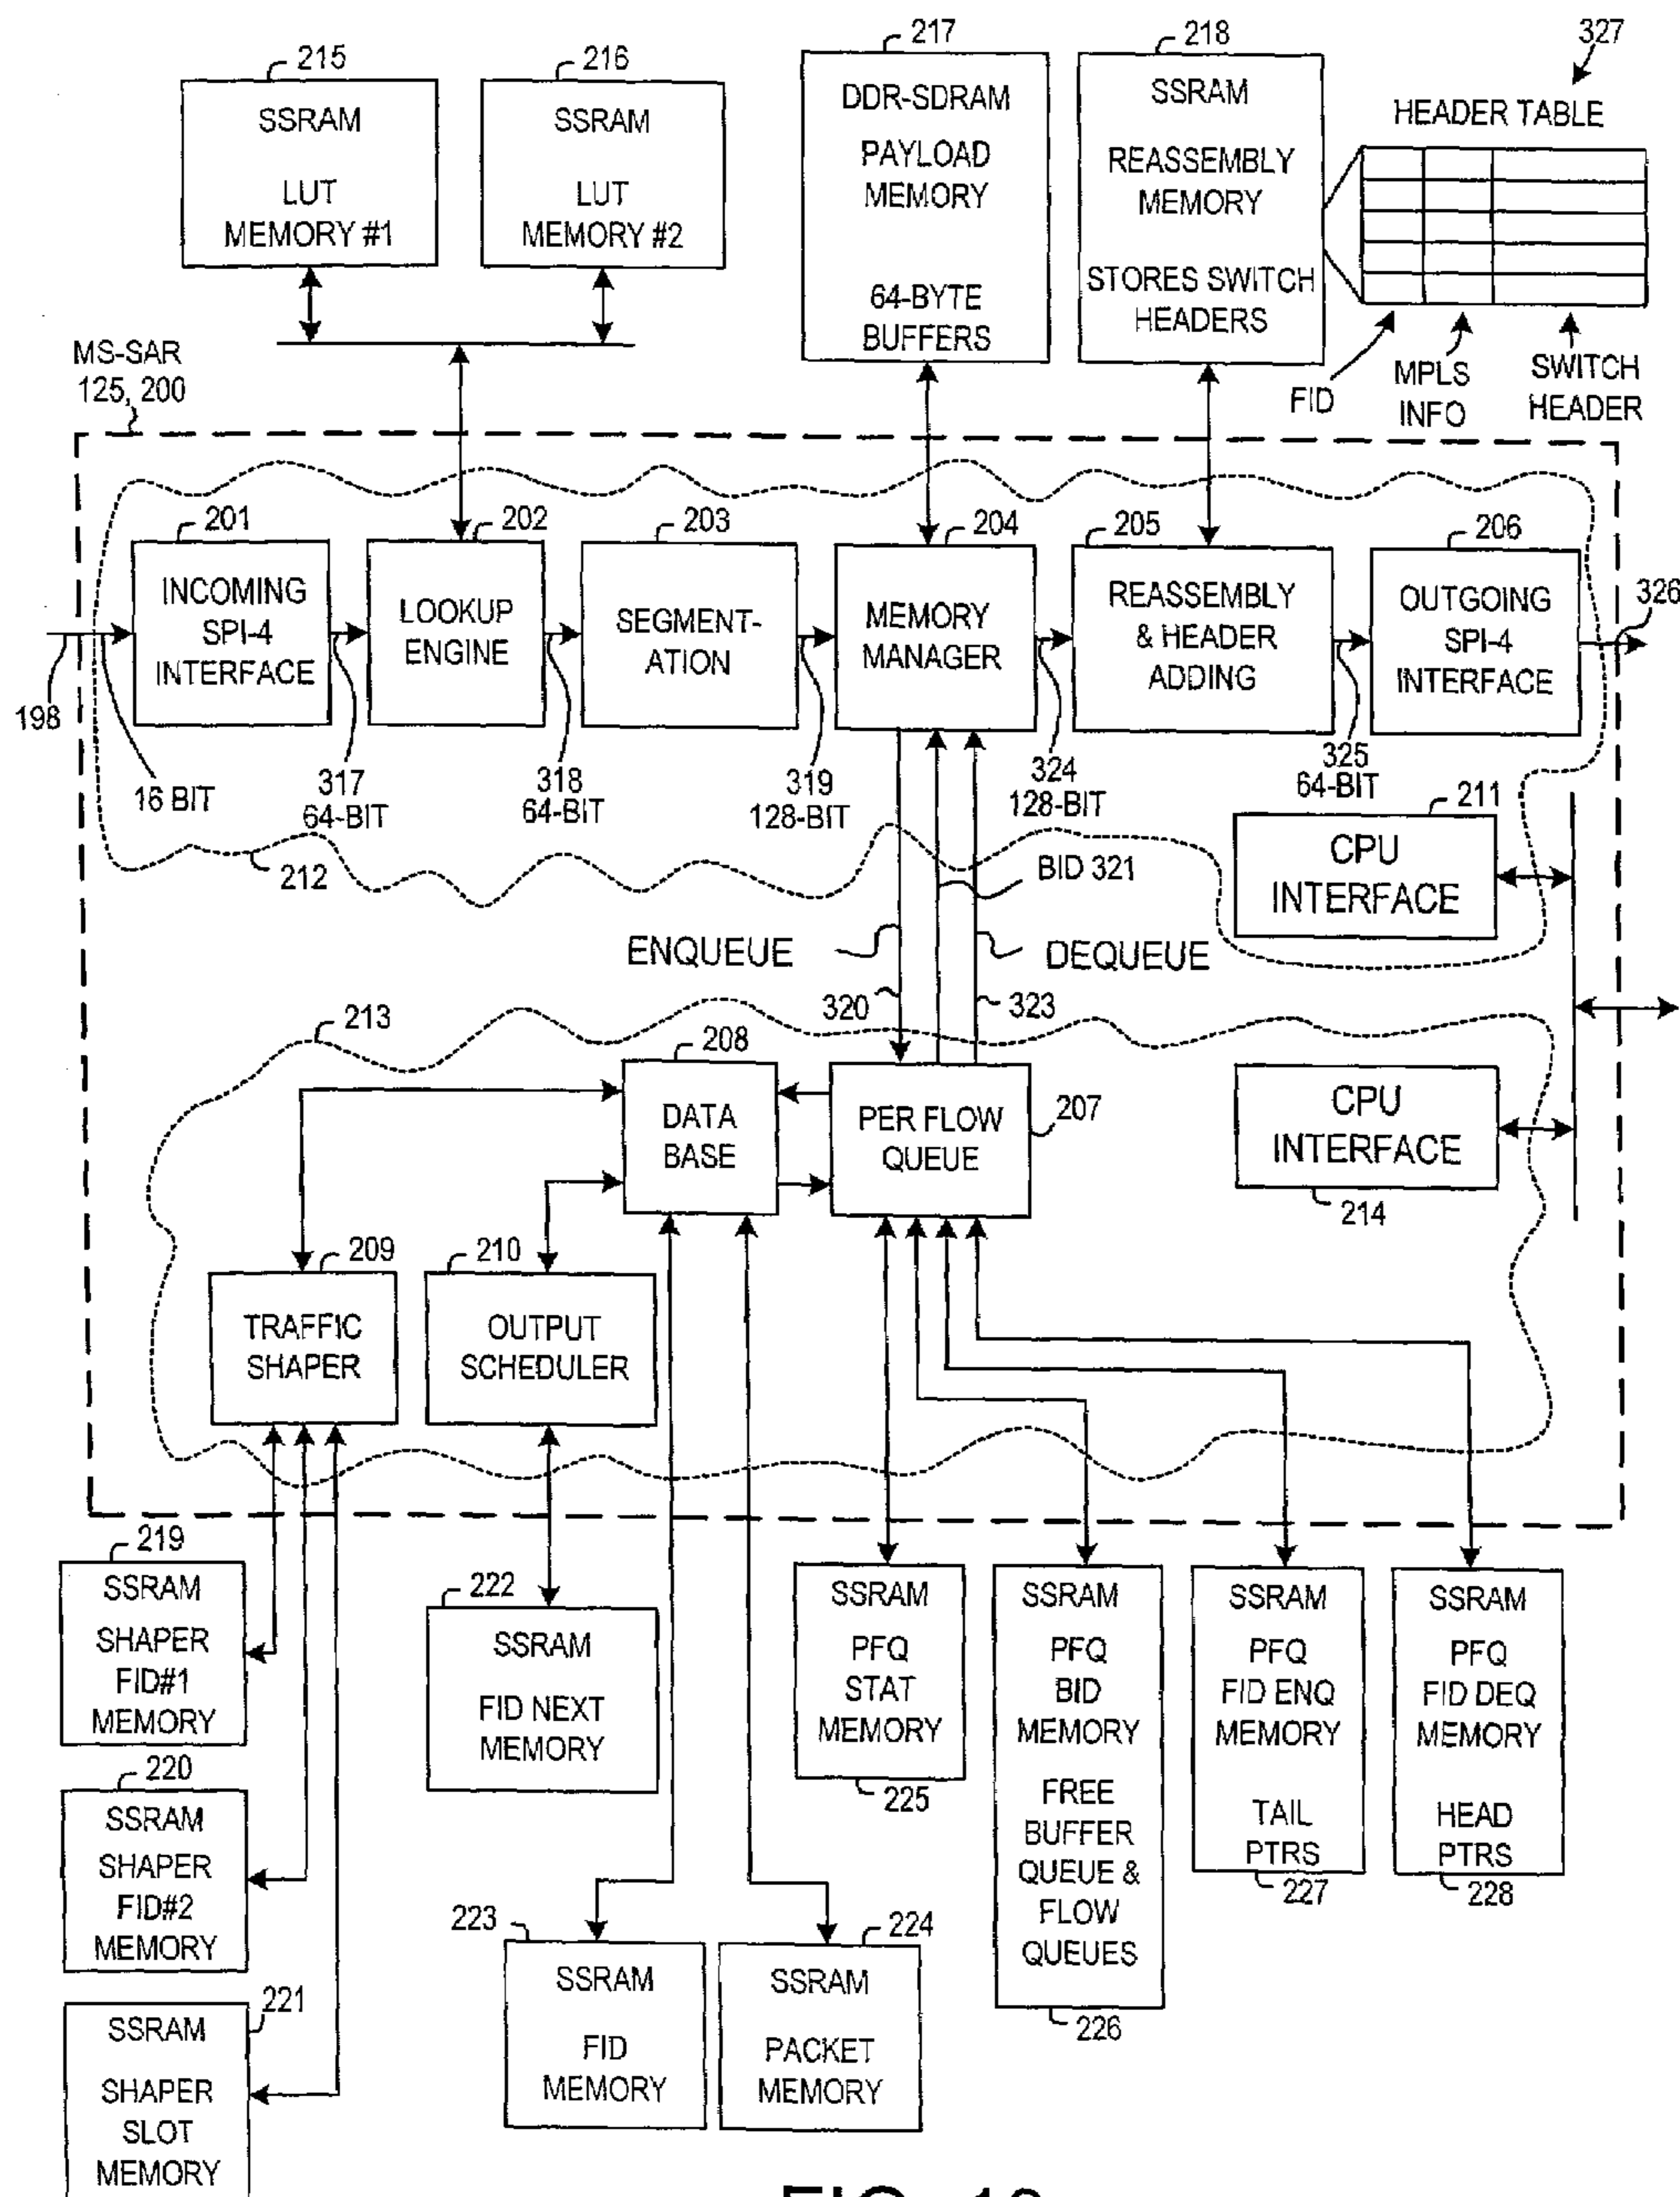 215
SSRAM
LUT
MEMORY #1
216
SSRAM
LUT
MEMORY #2
217
DDR-SDRAM
PAYLOAD
MEMORY
64-BYTE
BUFFERS
218
SSRAM
REASSEMBLY
MEMORY
STORES SWITCH
HEADERS
327
HEADER TABLE
FID
MPLS
INFO
SWITCH
HEADER
MS-SAR
125, 200
201
INCOMING
SPI-4
INTERFACE
202
LOOKUP
ENGINE
203
SEGMENT-
ATION
204
MEMORY
MANAGER
205
REASSEMBLY
& HEADER
ADDING
206
OUTGOING
SPI-4
INTERFACE
326
198
16 BIT
317
64-BIT
318
64-BIT
319
128-BIT
324
128-BIT
325
64-BIT
212
211
CPU
INTERFACE
BID 321
ENQUEUE
DEQUEUE
320
323
213
208
DATA
BASE
PER FLOW
QUEUE
207
CPU
INTERFACE
214
209
TRAFFIC
SHAPER
210
OUTPUT
SCHEDULER
219
SSRAM
SHAPER
FID#1
MEMORY
220
SSRAM
SHAPER
FID#2
MEMORY
221
SSRAM
SHAPER
SLOT
MEMORY
222
SSRAM
FID NEXT
MEMORY
223
SSRAM
FID
MEMORY
224
SSRAM
PACKET
MEMORY
SSRAM
PFQ
STAT
MEMORY
225
SSRAM
PFQ
BID
MEMORY
FREE
BUFFER
QUEUE &
FLOW
QUEUES
226
SSRAM
PFQ
FID ENQ
MEMORY
TAIL
PTRS
227
SSRAM
PFQ
FID DEQ
MEMORY
HEAD
PTRS
228